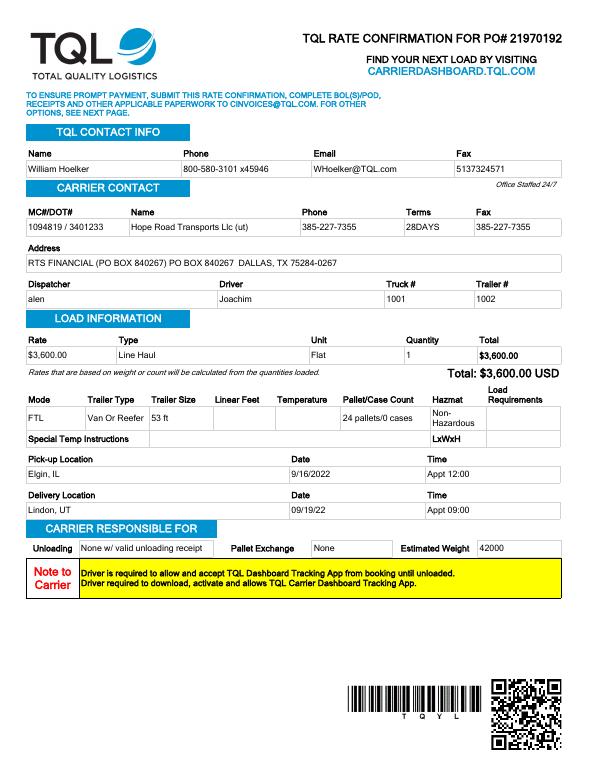 TQL
TOTAL QUALITY LOGISTICS
TQL RATE CONFIRMATION FOR PO# 21970192
FIND YOUR NEXT LOAD BY VISITING
CARRIERDASHBOARD.TQL.COM
TO ENSURE PROMPT PAYMENT, SUBMIT THIS RATE CONFIRMATION, COMPLETE BOL(S)/POD,
RECEIPTS AND OTHER APPLICABLE PAPERWORK TO CINVOICES@TQL.COM. FOR OTHER
OPTIONS, SEE NEXT PAGE.
TQL CONTACT INFO
Name Phone Email Fax
William Hoelker 800-580-3101 x45946 WHoelker@TQL.com 5137324571
CARRIER CONTACT
Office Staffed 24/7
MC#/DOT# Name Phone Terms Fax
1094819 / 3401233 Hope Road Transports Llc (ut) 385-227-7355 28DAYS 385-227-7355
Address
RTS FINANCIAL (PO BOX 840267) PO BOX 840267 DALLAS, TX 75284-0267
Dispatcher Driver Truck # Trailer #
alen Joachim 1001 1002
LOAD INFORMATION
Rate Type Unit Quantity Total
$3,600.00 Line Haul Flat 1 $3,600.00
Rates that are based on weight or count will be calculated from the quantities loaded.
Total: $3,600.00 USD
Mode Trailer Type Trailer Size Linear Feet Temperature Pallet/Case Count Hazmat Load Requirements
FTL Van Or Reefer 53 ft 24 pallets/0 cases Non-Hazardous
Special Temp Instructions LxWxH
Pick-up Location Date Time
Elgin, IL 9/16/2022 Appt 12:00
Delivery Location Date Time
Lindon, UT 09/19/22 Appt 09:00
CARRIER RESPONSIBLE FOR
Unloading None w/ valid unloading receipt Pallet Exchange None Estimated Weight 42000
Note to Carrier
Driver is required to allow and accept TQL Dashboard Tracking App from booking until unloaded.
Driver required to download, activate and allows TQL Carrier Dashboard Tracking App.
T Q Y L